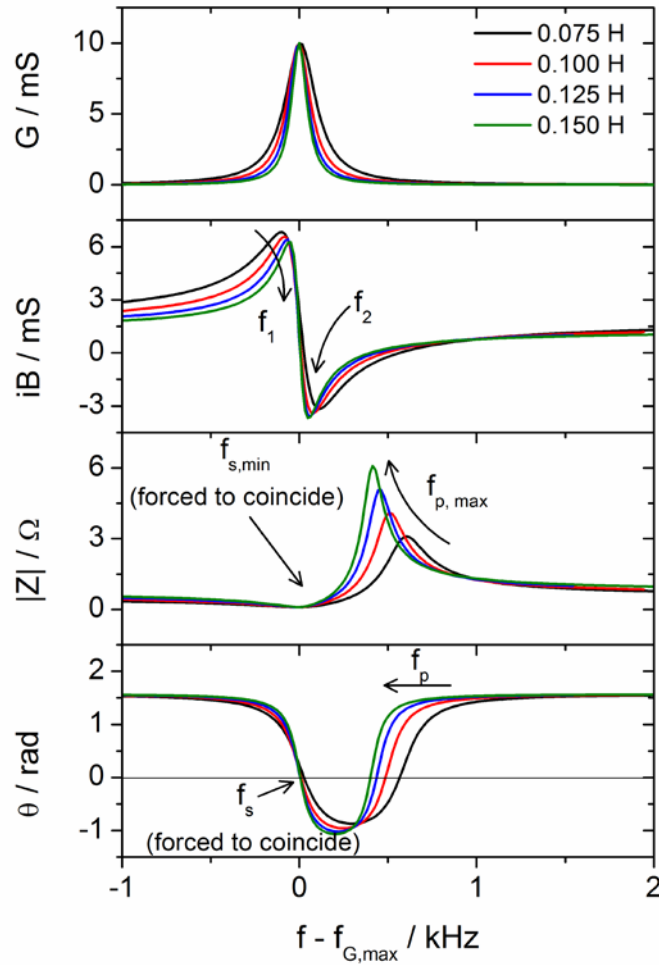 G / mS
10
5
0
0.075 H
0.100 H
0.125 H
0.150 H
iB / mS
6
3
0
-3
f1
f2
|Z| / Ω
6
3
0
fs,min
(forced to coincide)
fp, max
θ / rad
2
1
0
-1
fs
(forced to coincide)
fp
-1
0
1
2
f - fG,max / kHz